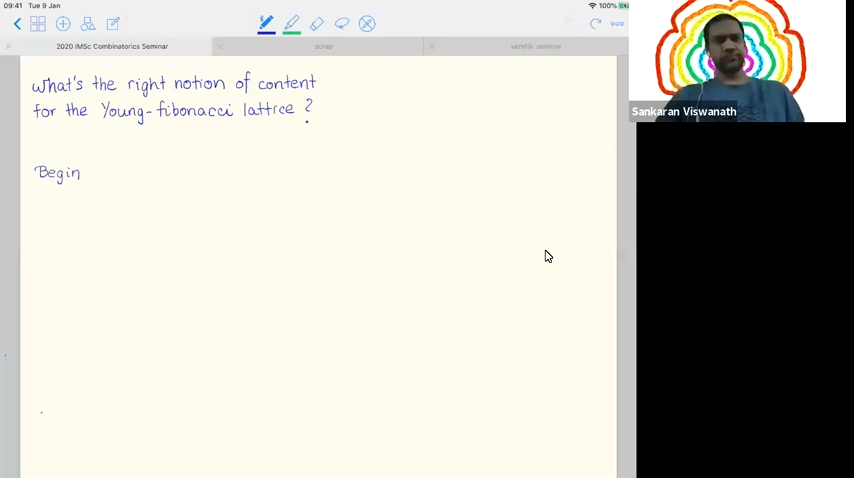 09:41 Tue 9 Jan
100%
2020 IMSc Combinatorics Seminar
scrap
vershik seminar
What's the right notion of content
for the Young-fibonacci lattice ?
Begin
Sankaran Viswanath